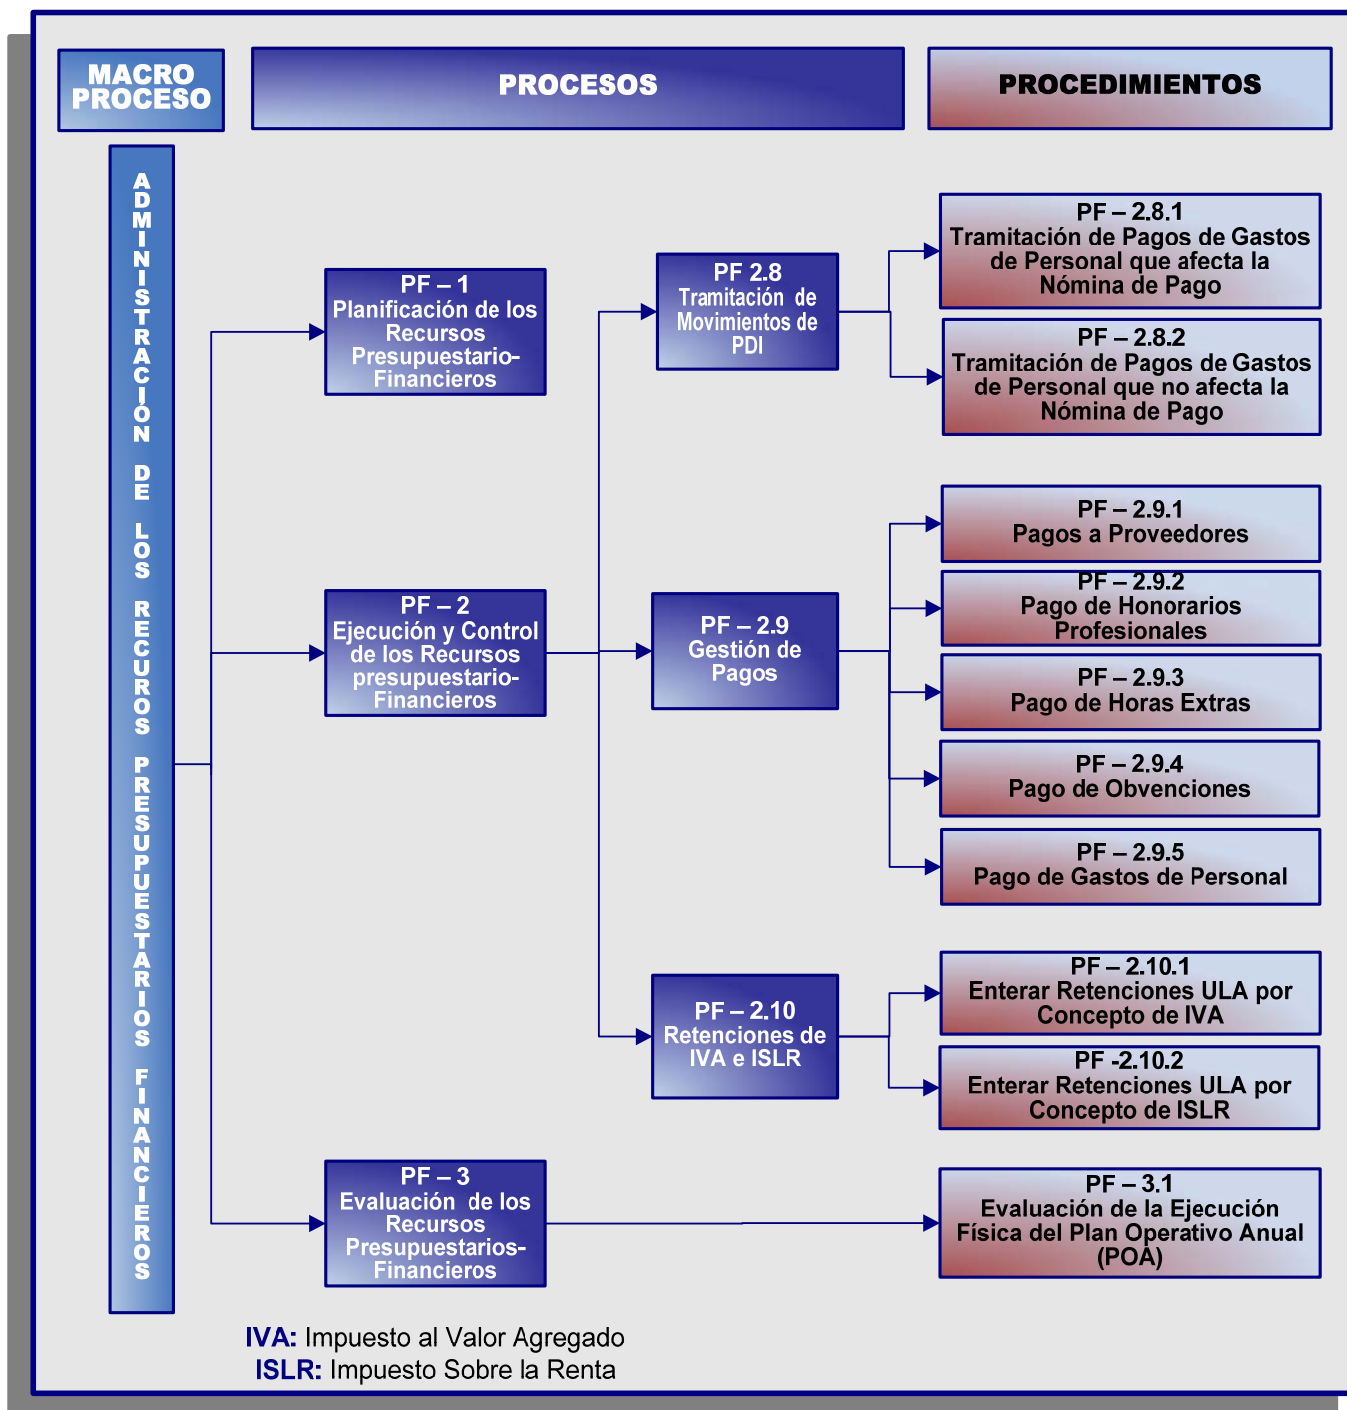 MACRO
PROCESO
PROCESOS
PROCEDIMIENTOS
ADMINISTRACIÓN DE LOS RECUROS PRESUPUESTARIOS FINANCIEROS
PF – 1
Planificación de los
Recursos
Presupuestario-
Financieros
PF – 2
Ejecución y Control
de los Recursos
presupuestario-
Financieros
PF – 3
Evaluación de los
Recursos
Presupuestarios-
Financieros
PF 2.8
Tramitación de
Movimientos de
PDI
PF – 2.9
Gestión de
Pagos
PF – 2.10
Retenciones de
IVA e ISLR
PF – 2.8.1
Tramitación de Pagos de Gastos
de Personal que afecta la
Nómina de Pago
PF – 2.8.2
Tramitación de Pagos de Gastos
de Personal que no afecta la
Nómina de Pago
PF – 2.9.1
Pagos a Proveedores
PF – 2.9.2
Pago de Honorarios
Profesionales
PF – 2.9.3
Pago de Horas Extras
PF – 2.9.4
Pago de Obvenciones
PF – 2.9.5
Pago de Gastos de Personal
PF – 2.10.1
Enterar Retenciones ULA por
Concepto de IVA
PF -2.10.2
Enterar Retenciones ULA por
Concepto de ISLR
PF – 3.1
Evaluación de la Ejecución
Física del Plan Operativo Anual
(POA)
IVA: Impuesto al Valor Agregado
ISLR: Impuesto Sobre la Renta